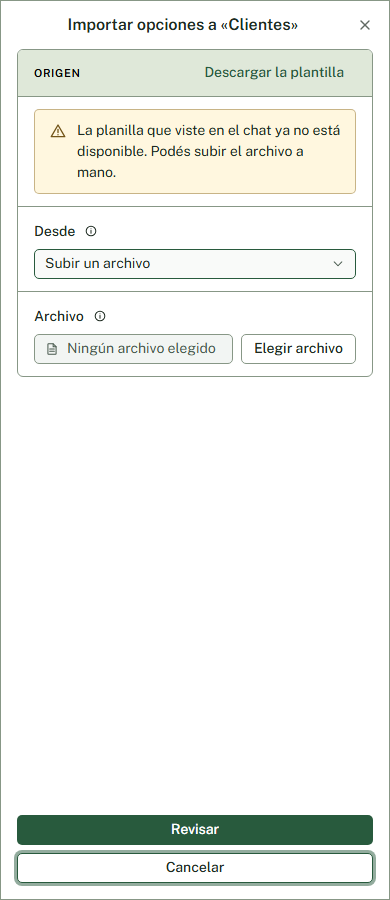 Importar opciones a «Clientes»
ORIGEN
Descargar la plantilla
La planilla que viste en el chat ya no está
disponible. Podés subir el archivo a
mano.
Desde
Subir un archivo
Archivo
Ningún archivo elegido
Elegir archivo
Revisar
Cancelar